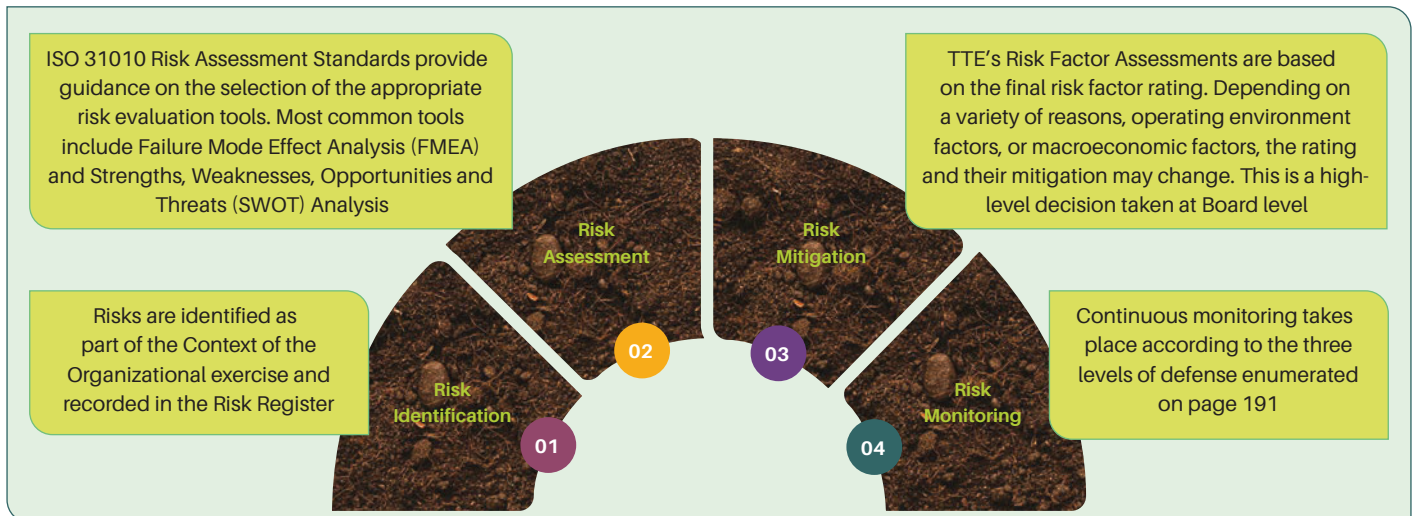 ISO 31010 Risk Assessment Standards provide
guidance on the selection of the appropriate
risk evaluation tools. Most common tools
include Failure Mode Effect Analysis (FMEA)
and Strengths, Weaknesses, Opportunities and
Threats (SWOT) Analysis
TTE’s Risk Factor Assessments are based
on the final risk factor rating. Depending on
a variety of reasons, operating environment
factors, or macroeconomic factors, the rating
and their mitigation may change. This is a high-
level decision taken at Board level
Risk
Assessment
02
Risk
Mitigation
03
Risks are identified as
part of the Context of the
Organizational exercise and
recorded in the Risk Register
Risk
Identification
01
Risk
Monitoring
04
Continuous monitoring takes
place according to the three
levels of defense enumerated
on page 191